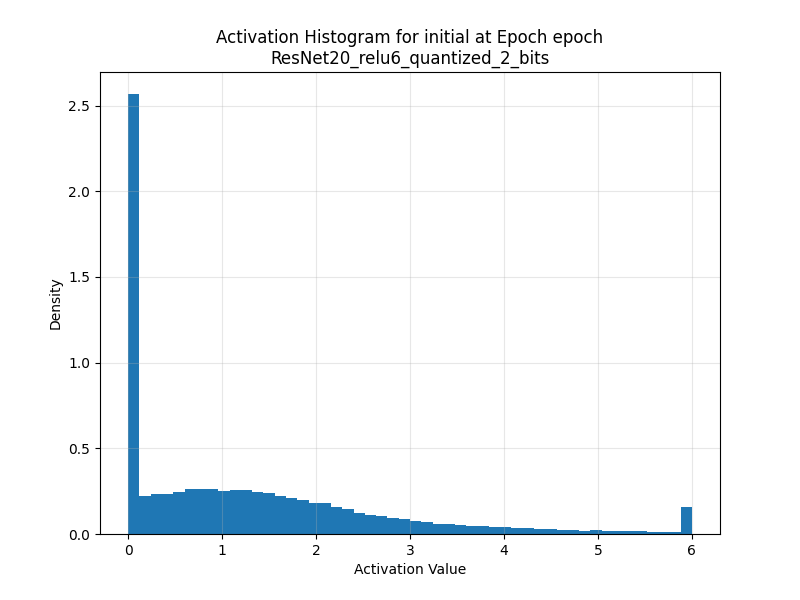 Activation Histogram for initial at Epoch epoch
ResNet20_relu6_quantized_2_bits
2.5
2.0
1.5
1.0
0.5
0.0
Density
0 1 2 3 4 5 6
Activation Value